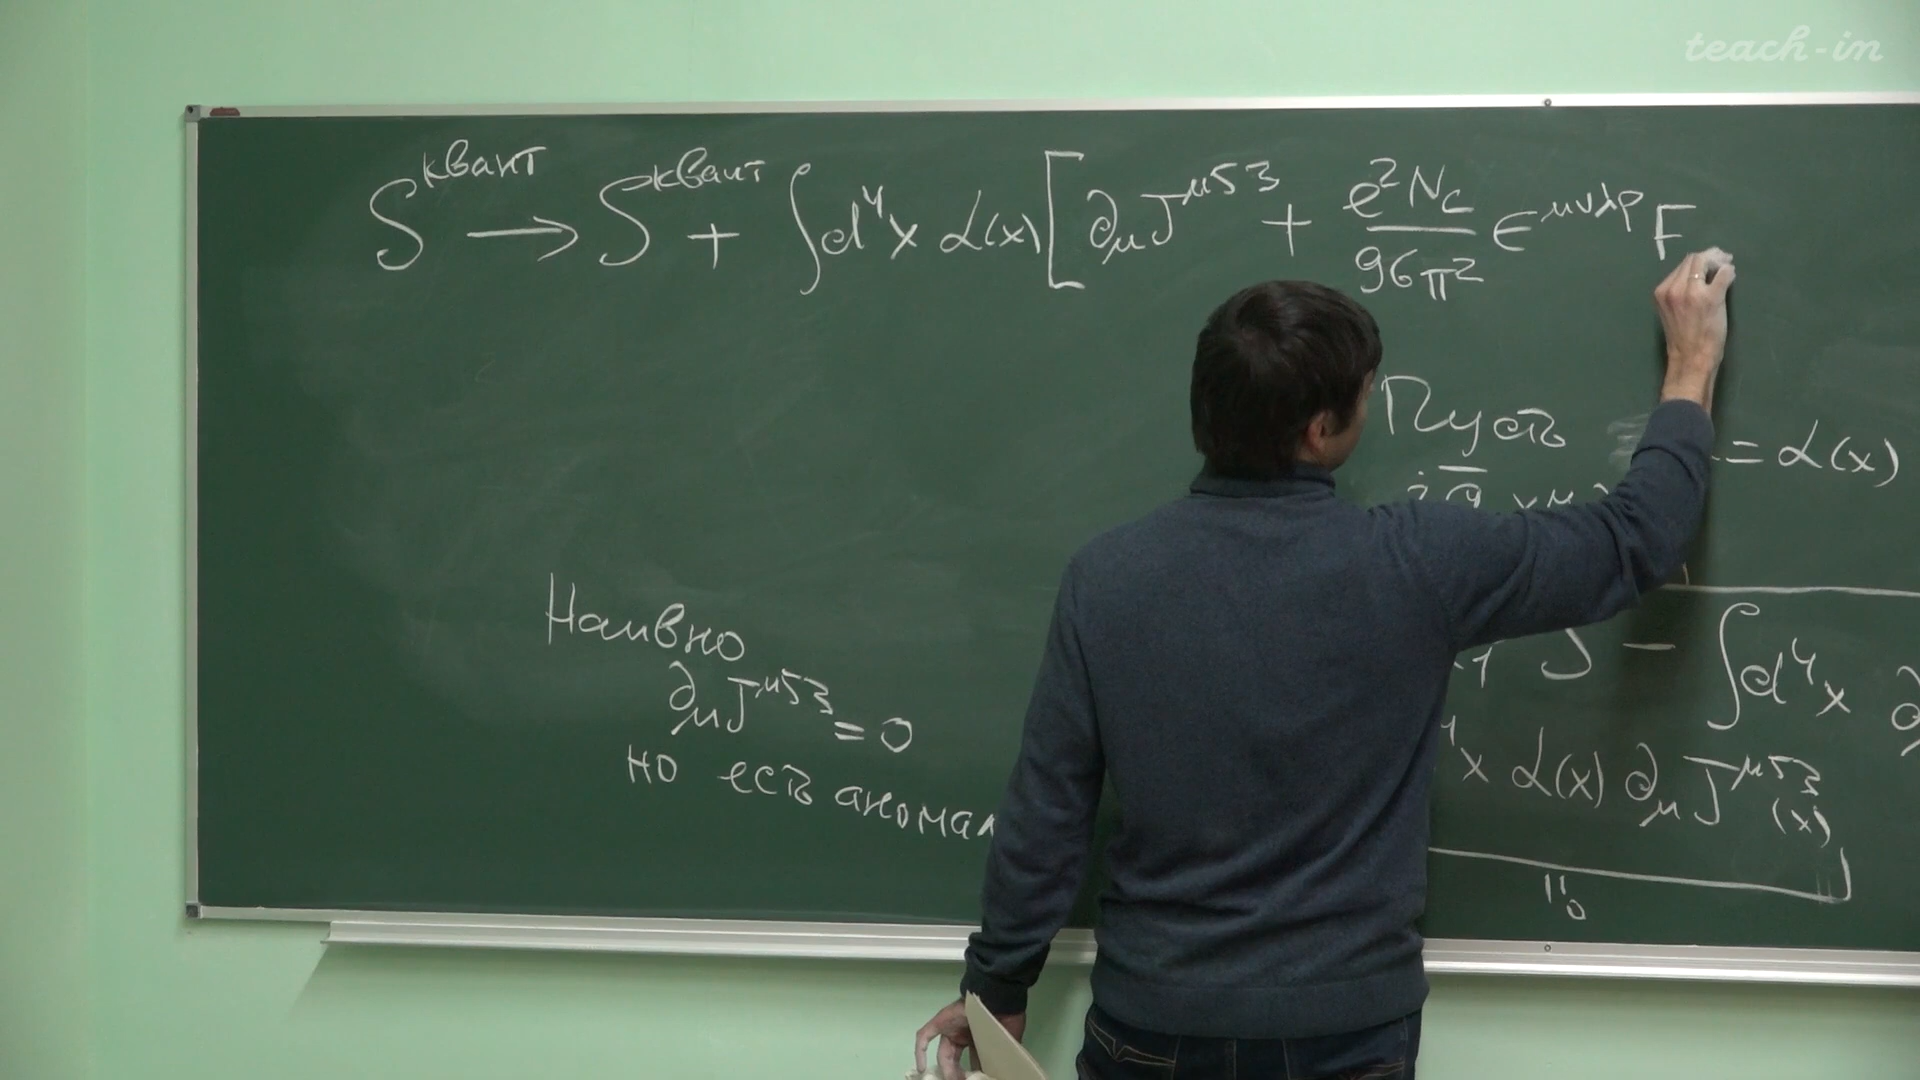 teach-in
S^квант → S^квант + ∫d⁴x α(x)[∂_μ J^μ53 + e²N_c/96π² ε^μνλρ F
Пусть = α(x)
Наивно
∂_μ J^μ53 = 0
но есть аномал
S - ∫d⁴x ∂
x α(x) ∂_μ J^μ53 (x)
0